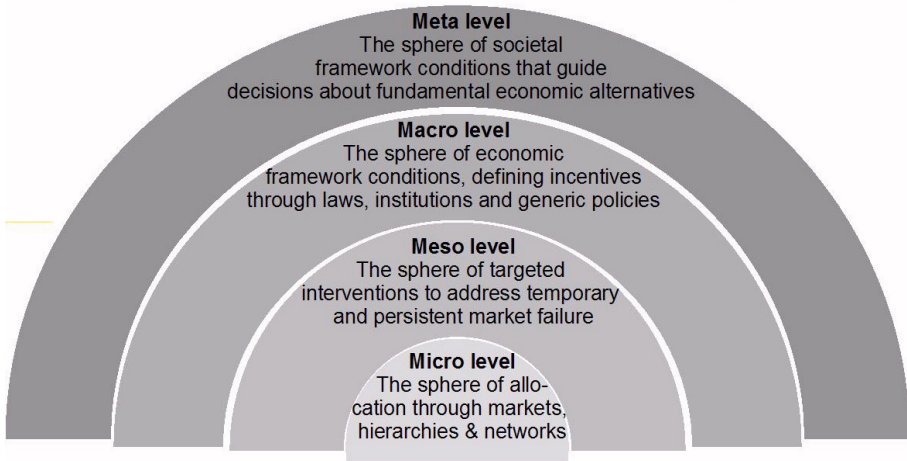 Meta level
The sphere of societal
framework conditions that guide
decisions about fundamental economic alternatives
Macro level
The sphere of economic
framework conditions, defining incentives
through laws, institutions and generic policies
Meso level
The sphere of targeted
interventions to address temporary
and persistent market failure
Micro level
The sphere of allo-
cation through markets,
hierarchies & networks